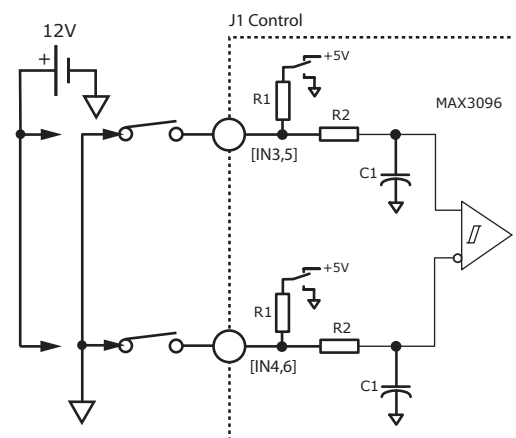 J1 Control
12V
+
+5V
R1
R2
MAX3096
[IN3,5]
C1
+5V
R1
R2
[IN4,6]
C1